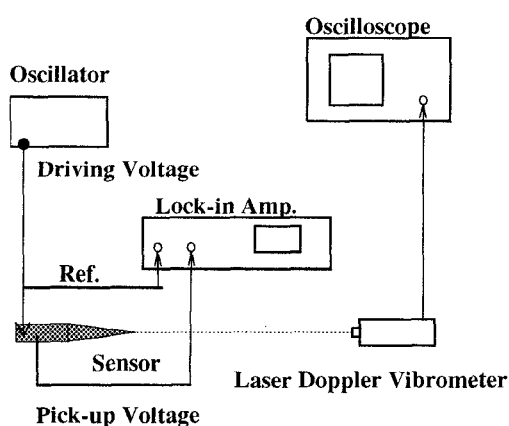 Oscilloscope
Oscillator
Driving Voltage
Lock-in Amp.
Ref.
Sensor
Laser Doppler Vibrometer
Pick-up Voltage